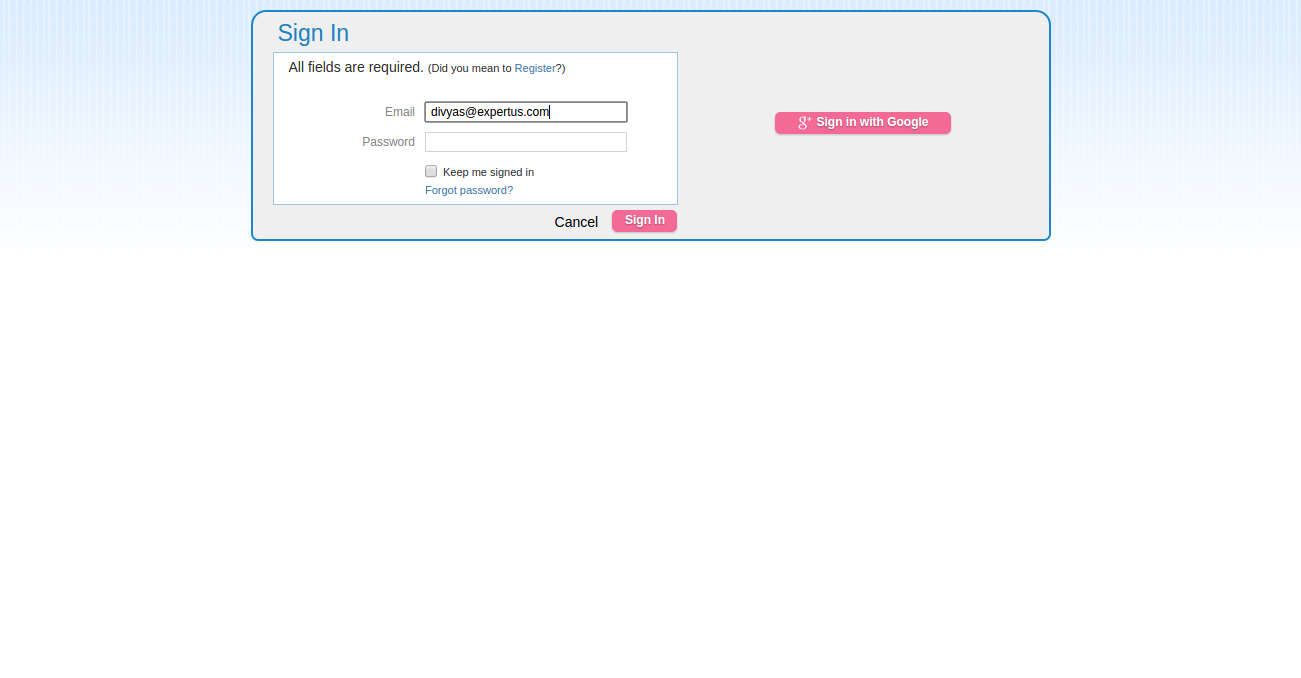 Sign In
All fields are required. (Did you mean to Register?)
Email divyas@expertus.com
Password
Keep me signed in
Forgot password?
Cancel Sign In
g+ Sign in with Google